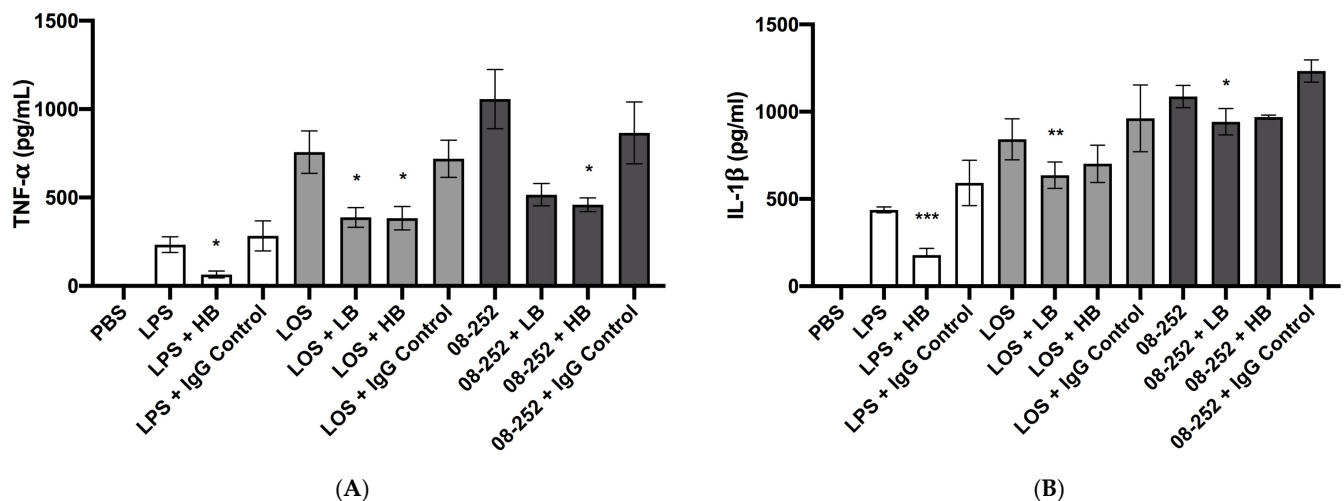 1500
1000
500
0
TNF-α (pg/mL)
*
*
*
*
PBS
LPS
LPS + HB
LPS + IgG Control
LOS
LOS + LB
LOS + HB
LOS + IgG Control
08-252
08-252 + LB
08-252 + HB
08-252 + IgG Control
(A)
1500
1000
500
0
IL-1β (pg/ml)
***
**
*
PBS
LPS
LPS + HB
LPS + IgG Control
LOS
LOS + LB
LOS + HB
LOS + IgG Control
08-252
08-252 + LB
08-252 + HB
08-252 + IgG Control
(B)